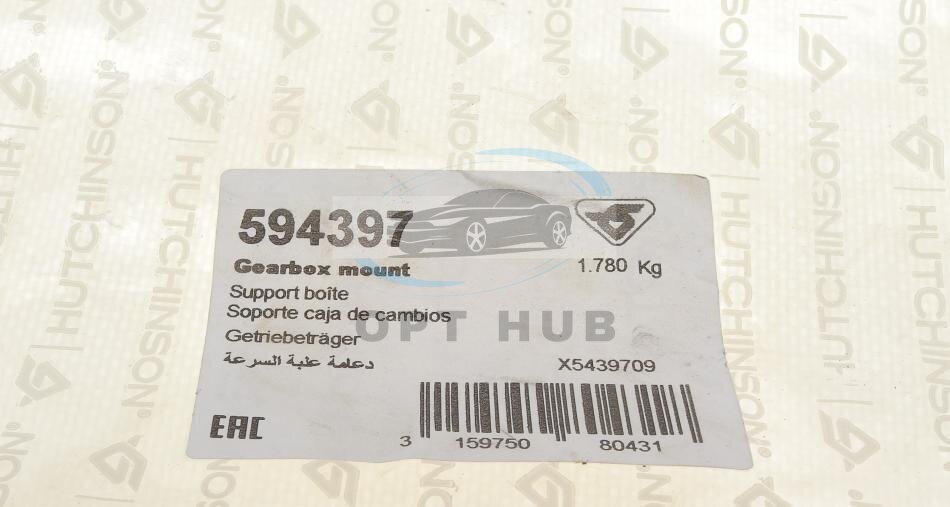 594397
Gearbox mount
1.780 Kg
Support boîte
Soporte caja de cambios
OPT HUB
Getriebeträger
دعامة علبة السرعة
X5439709
EAC
3 159750 80431
HUTCHINSON